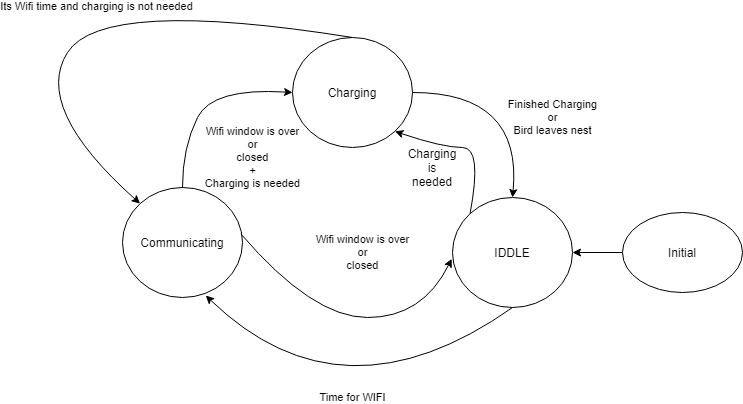 Its Wifi time and charging is not needed
Charging
Finished Charging
or
Bird leaves nest
Wifi window is over
or
closed
+
Charging is needed
Charging
is
needed
Communicating
Wifi window is over
or
closed
IDDLE
Initial
Time for WIFI